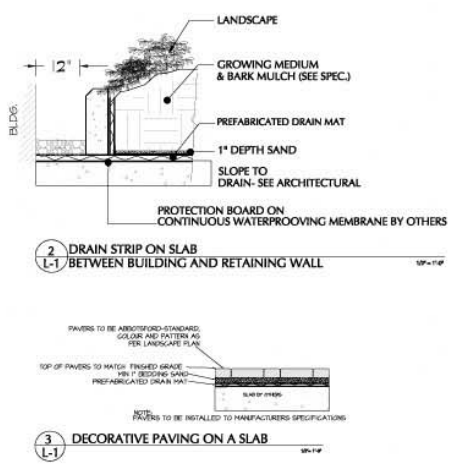 LANDSCAPE
12"
GROWING MEDIUM
& BARK MULCH (SEE SPEC.)
BLDG.
PREFABRICATED DRAIN MAT
1" DEPTH SAND
SLOPE TO
DRAIN- SEE ARCHITECTURAL
PROTECTION BOARD ON
CONTINUOUS WATERPROOVING MEMBRANE BY OTHERS
2 DRAIN STRIP ON SLAB
L-1 BETWEEN BUILDING AND RETAINING WALL
PAVERS TO BE ABBOTSFORD-STANDARD,
COLOUR AND PATTERN AS
PER LANDSCAPE PLAN
TOP OF PAVERS TO MATCH FINISHED GRADE
MIN 1" BEDDING SAND
PREFABRICATED DRAIN MAT
SLAB BY OTHERS
NOTE:
PAVERS TO BE INSTALLED TO MANUFACTURERS SPECIFICATIONS
3 DECORATIVE PAVING ON A SLAB
L-1